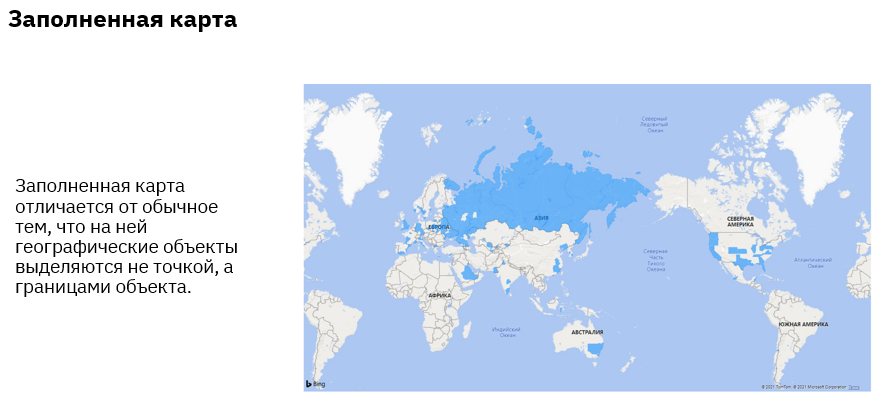 Заполненная карта
Заполненная карта
отличается от обычное
тем, что на ней
географические объекты
выделяются не точкой, а
границами объекта.
Северный
Ледовитый
Океан
ЕВРОПА
АЗИЯ
СЕВЕРНАЯ
АМЕРИКА
Северная
Часть
Тихого
Океана
Атлантический
Океан
АФРИКА
Индийский
Океан
АВСТРАЛИЯ
ЮЖНАЯ АМЕРИКА
Bing
© 2021 TomTom, © 2021 Microsoft Corporation Terms